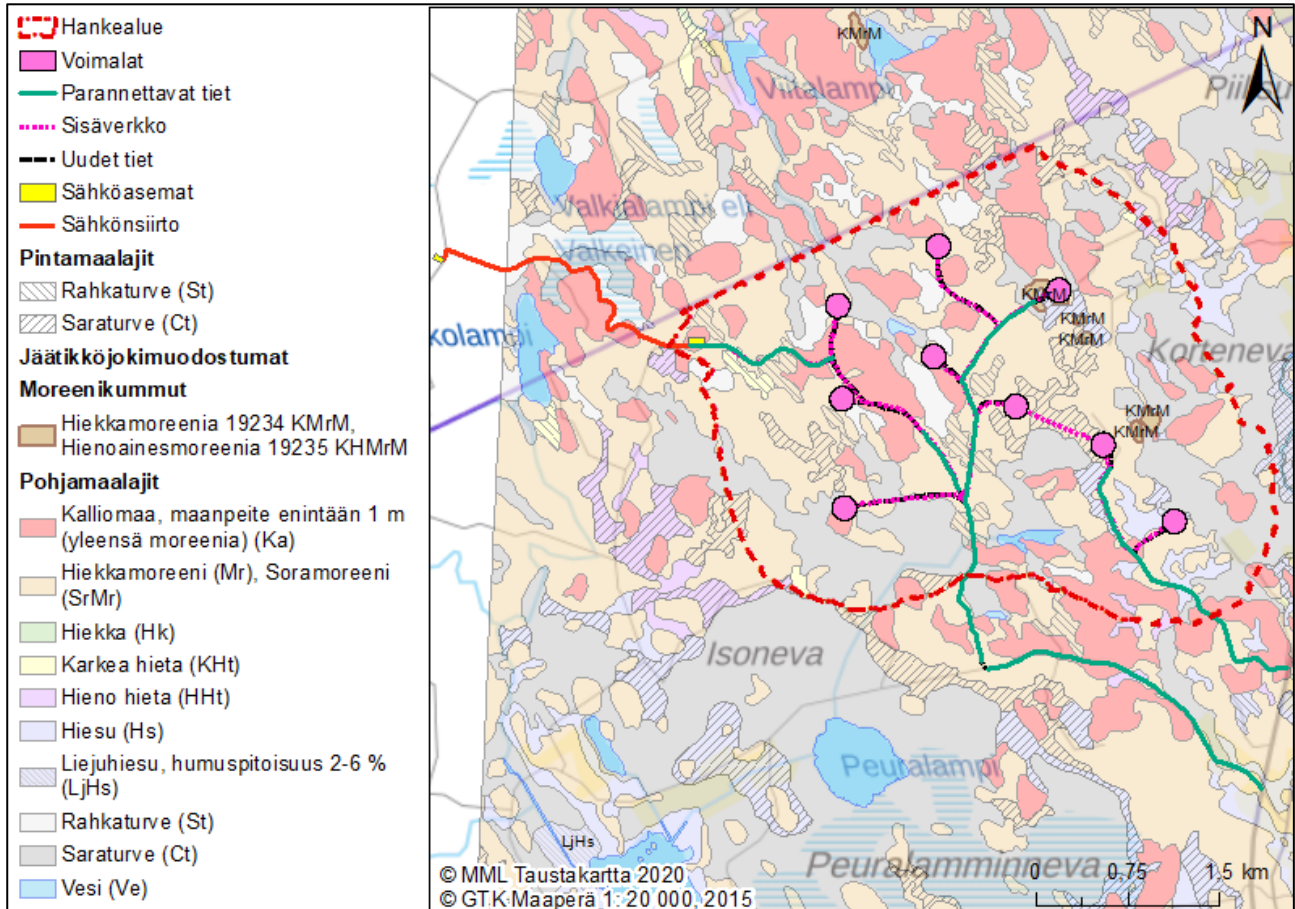 Hankealue
Voimalat
Parannettavat tiet
Sisäverkko
Uudet tiet
Sähköasemat
Sähkönsiirto
Pintamaalajit
Rahkaturve (St)
Saraturve (Ct)
Jäätikköjokimuodostumat
Moreenikummut
Hiekkamoreenia 19234 KMrM,
Hienoainesmoreenia 19235 KHMrM
Pohjamaalajit
Kalliomaa, maanpeite enintään 1 m
(yleensä moreenia) (Ka)
Hiekkamoreeni (Mr), Soramoreeni
(SrMr)
Hiekka (Hk)
Karkea hieta (KHt)
Hieno hieta (HHt)
Hiesu (Hs)
Liejuhiesu, humuspitoisuus 2-6 %
(LjHs)
Rahkaturve (St)
Saraturve (Ct)
Vesi (Ve)
KMrM
N
Viitalampi
Valkialampi eli
Valkeinen
kolampi
KMrM
KMrM
KMrM
Korteneva
KMrM
KMrM
Isoneva
Peuralampi
LjHs
Peuralamminneva
0 0,75 1,5 km
© MML Taustakartta 2020
© GTK Maaperä 1: 20 000, 2015